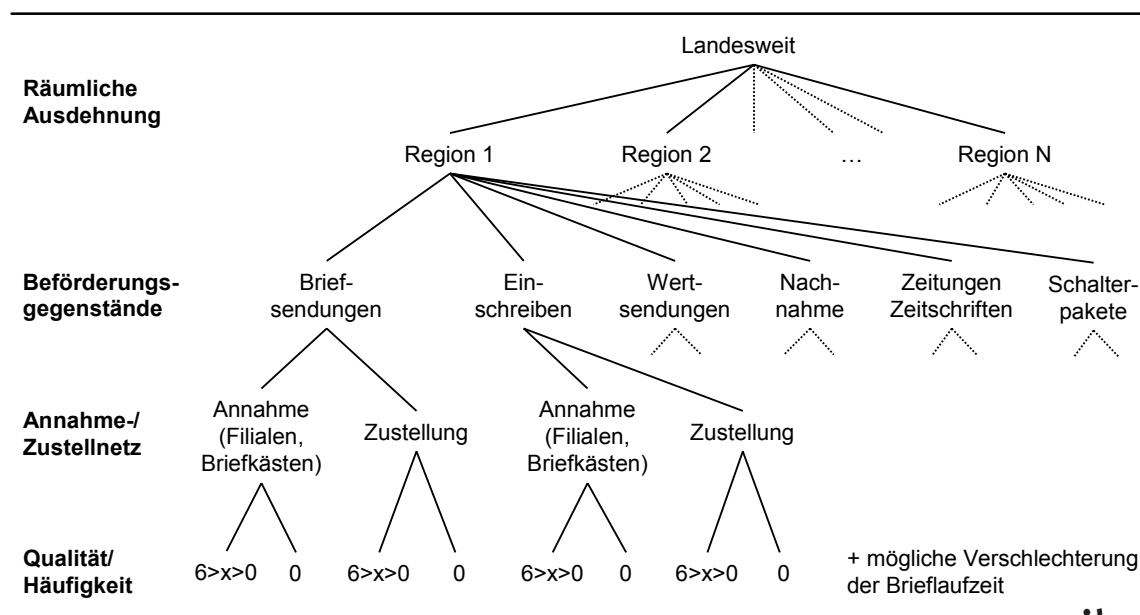 Landesweit
Räumliche
Ausdehnung
Region 1
Region 2
...
Region N
Beförderungs-
gegenstände
Brief-
sendungen
Ein-
schreiben
Wert-
sendungen
Nach-
nahme
Zeitungen
Zeitschriften
Schalter-
pakete
Annahme-/
Zustellnetz
Annahme
(Filialen,
Briefkästen)
Zustellung
Annahme
(Filialen,
Briefkästen)
Zustellung
Qualität/
Häufigkeit
6>x>0 0 6>x>0 0 6>x>0 0 6>x>0 0
+ mögliche Verschlechterung
der Brieflaufzeit